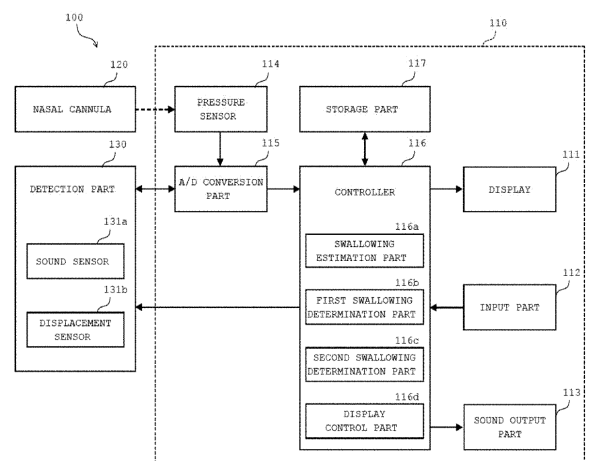 100
110
120
NASAL CANNULA
114
PRESSURE
SENSOR
117
STORAGE PART
130
DETECTION PART
115
A/D CONVERSION
PART
116
CONTROLLER
111
DISPLAY
131a
SOUND SENSOR
116a
SWALLOWING
ESTIMATION PART
131b
DISPLACEMENT
SENSOR
116b
FIRST SWALLOWING
DETERMINATION PART
112
INPUT PART
116c
SECOND SWALLOWING
DETERMINATION PART
116d
DISPLAY
CONTROL PART
113
SOUND OUTPUT
PART